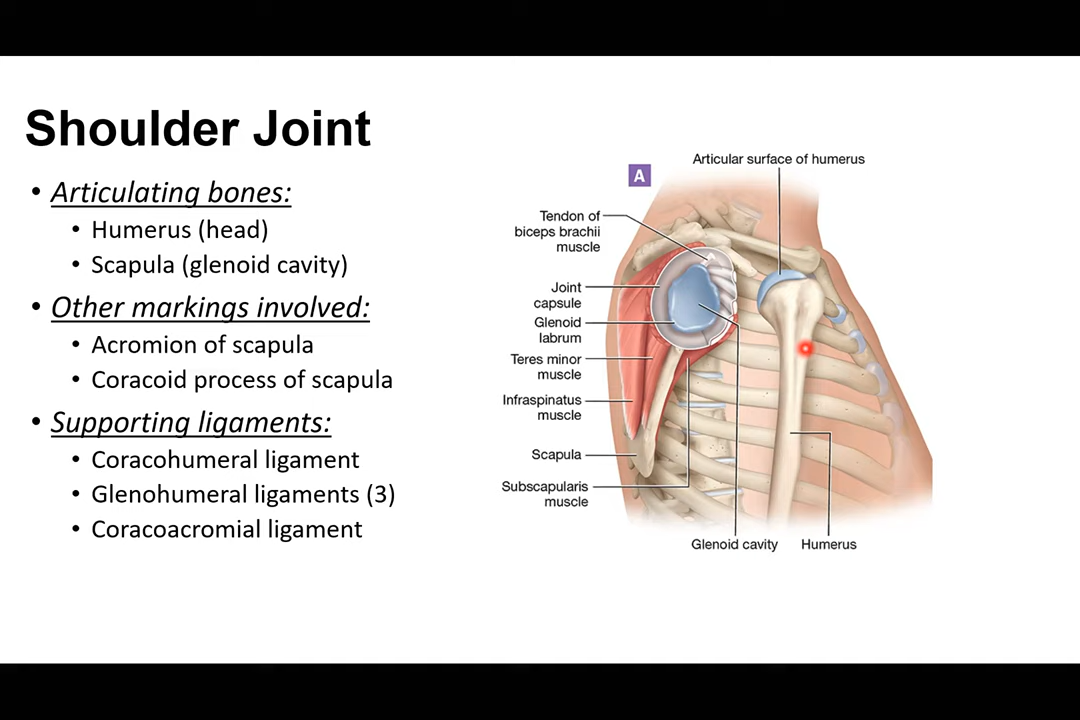 Shoulder Joint
• Articulating bones:
• Humerus (head)
• Scapula (glenoid cavity)
• Other markings involved:
• Acromion of scapula
• Coracoid process of scapula
• Supporting ligaments:
• Coracohumeral ligament
• Glenohumeral ligaments (3)
• Coracoacromial ligament
A
Articular surface of humerus
Tendon of
biceps brachii
muscle
Joint
capsule
Glenoid
labrum
Teres minor
muscle
Infraspinatus
muscle
Scapula
Subscapularis
muscle
Glenoid cavity
Humerus